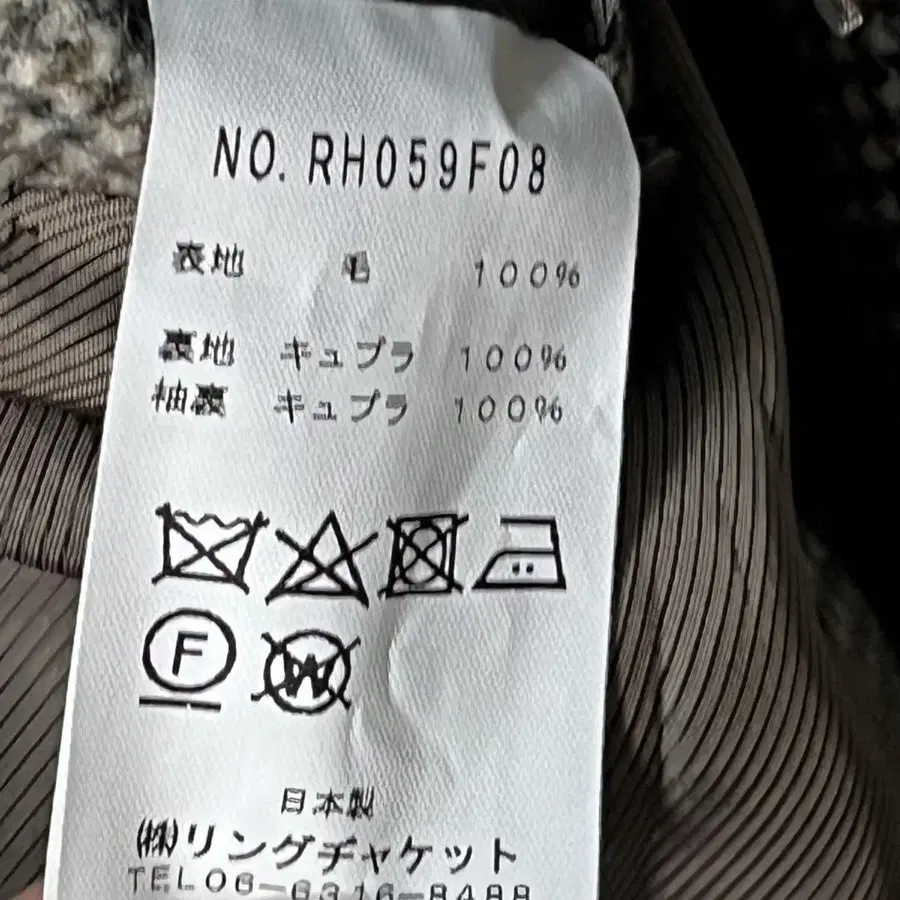 NO. RH059F08
表地 毛 100%
裏地 キュプラ 100%
袖裏 キュプラ 100%
F
W
日本製
㈱リングヂャケット
TEL06-6316-8488